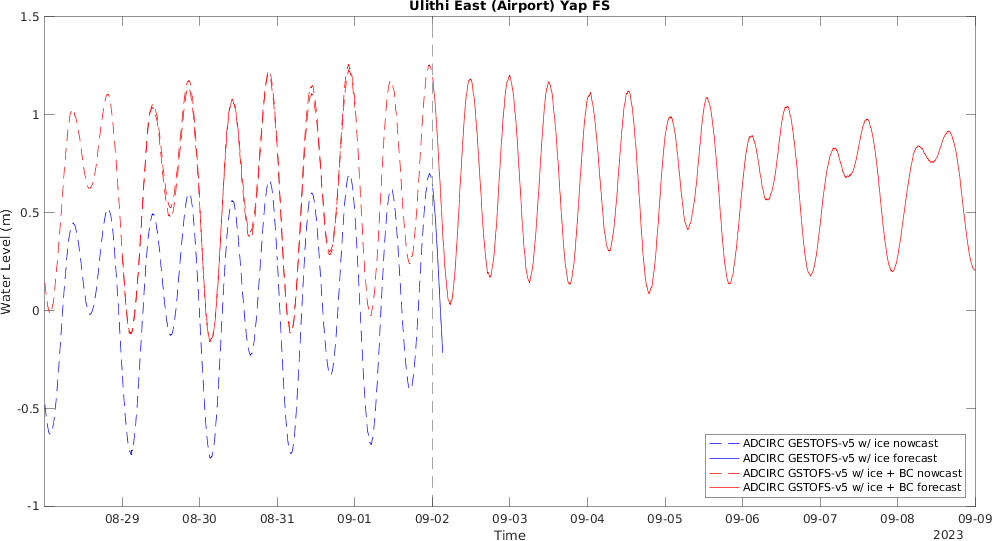 Ulithi East (Airport) Yap FS
1.5
1
0.5
0
-0.5
-1
Water Level (m)
08-29
08-30
08-31
09-01
09-02
09-03
09-04
09-05
09-06
09-07
09-08
09-09
Time
2023
ADCIRC GESTOFS-v5 w/ ice nowcast
ADCIRC GESTOFS-v5 w/ ice forecast
ADCIRC GSTOFS-v5 w/ ice + BC nowcast
ADCIRC GSTOFS-v5 w/ ice + BC forecast